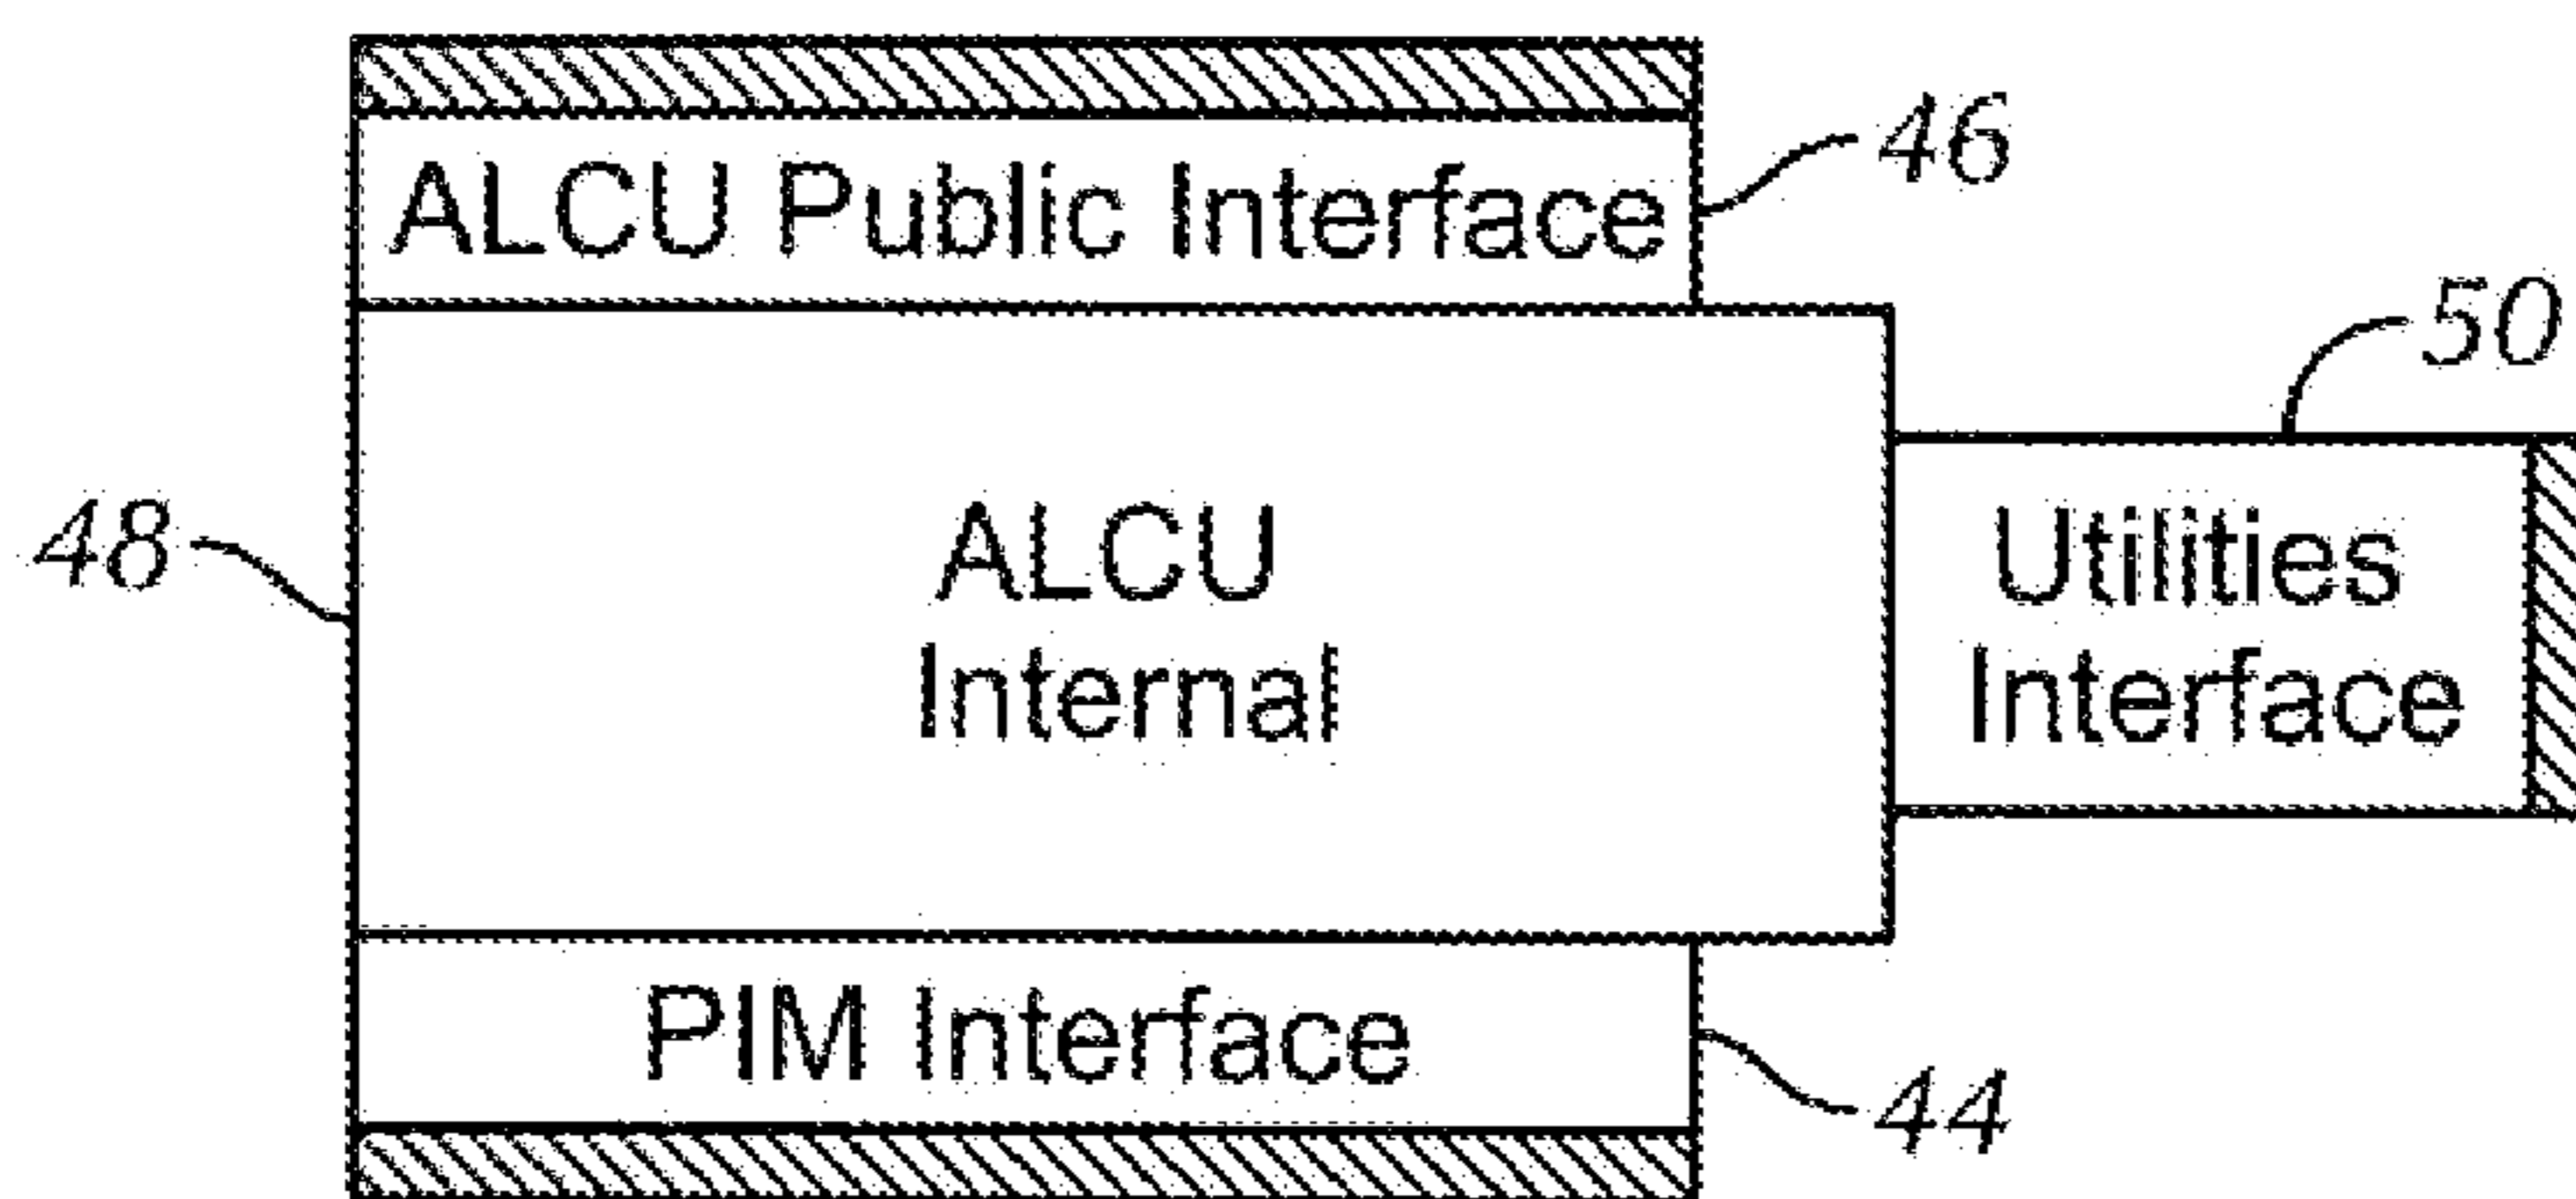 ALCU Public Interface
46
50
48
ALCU
Internal
Utilities
Interface
PIM Interface
44